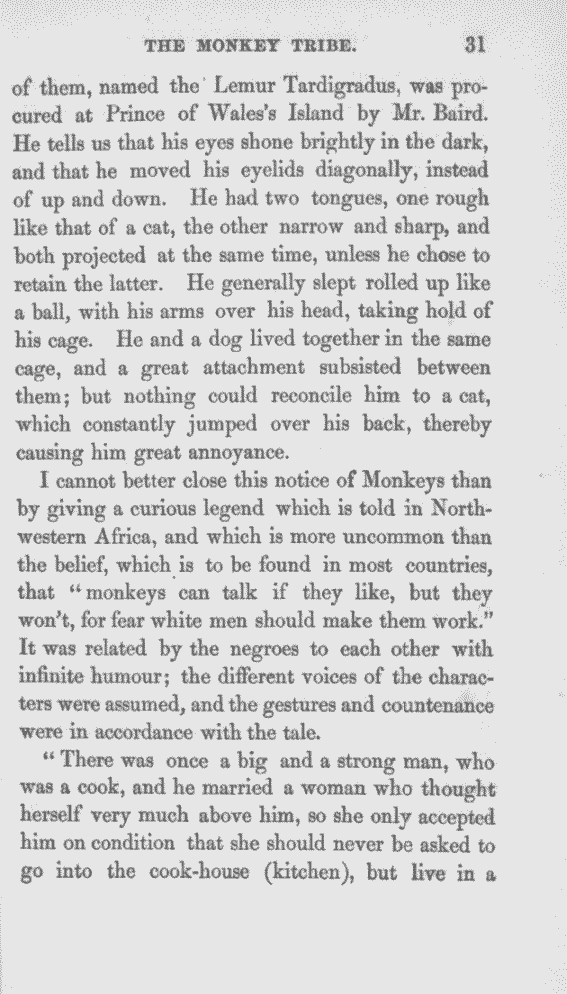 THE MONKEY TRIBE. 31
of them, named the Lemur Tardigradus, was pro-
cured at Prince of Wales's Island by Mr. Baird.
He tells us that his eyes shone brightly in the dark,
and that he moved his eyelids diagonally, instead
of up and down. He had two tongues, one rough
like that of a cat, the other narrow and sharp, and
both projected at the same time, unless he chose to
retain the latter. He generally slept rolled up like
a ball, with his arms over his head, taking hold of
his cage. He and a dog lived together in the same
cage, and a great attachment subsisted between
them; but nothing could reconcile him to a cat,
which constantly jumped over his back, thereby
causing him great annoyance.
I cannot better close this notice of Monkeys than
by giving a curious legend which is told in North-
western Africa, and which is more uncommon than
the belief, which is to be found in most countries,
that "monkeys can talk if they like, but they
won't, for fear white men should make them work."
It was related by the negroes to each other with
infinite humour; the different voices of the charac-
ters were assumed, and the gestures and countenance
were in accordance with the tale.
"There was once a big and a strong man, who
was a cook, and he married a woman who thought
herself very much above him, so she only accepted
him on condition that she should never be asked to
go into the cook-house (kitchen), but live in a